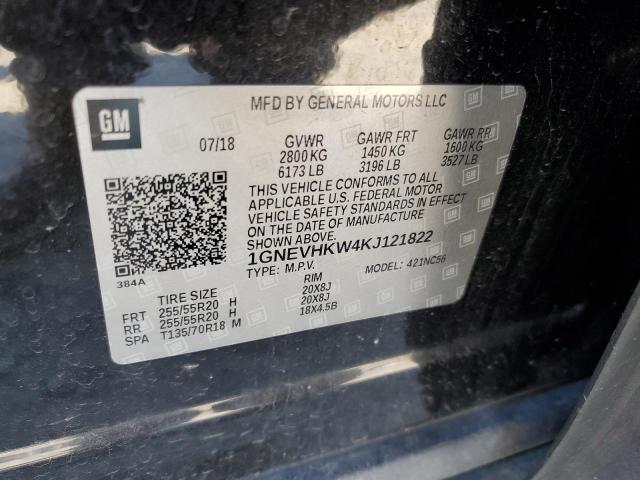 GM
MFD BY GENERAL MOTORS LLC
07/18 GVWR GAWR FRT GAWR RR
2800 KG 1450 KG 1600 KG
6173 LB 3196 LB 3527 LB
THIS VEHICLE CONFORMS TO ALL
APPLICABLE U.S. FEDERAL MOTOR
VEHICLE SAFETY STANDARDS IN EFFECT
ON THE DATE OF MANUFACTURE
SHOWN ABOVE.
1GNEVHKW4KJ121822
TYPE: M.P.V. MODEL: 421NC56
384A
TIRE SIZE RIM
FRT 255/55R20 H 20X8J
RR 255/55R20 H 20X8J
SPA T135/70R18 M 18X4.5B